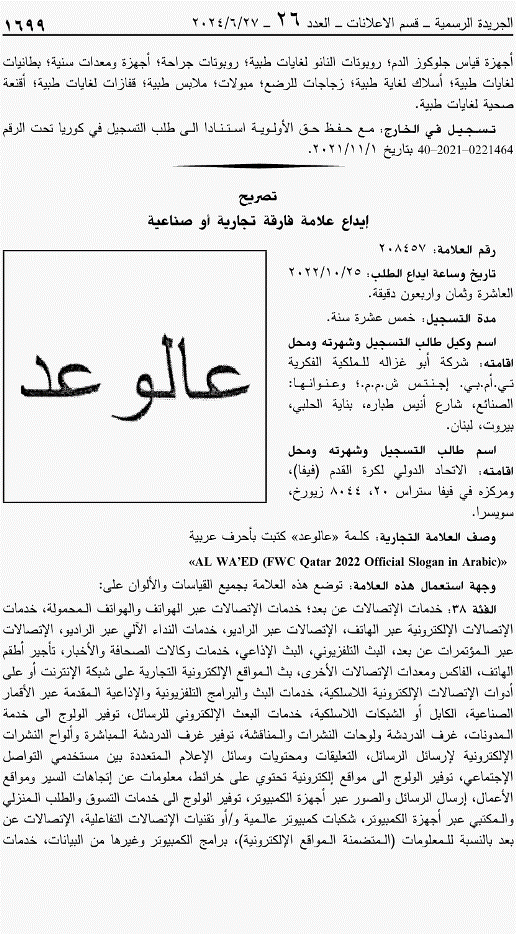 الجريدة الرسمية – قسم الاعلانات – العدد ٢٦ – ٢٠٢٤/٦/٢٧ ١٦٩٩
أجهزة قياس جلوكوز الدم؛ روبوتات النانو لغايات طبية؛ روبوتات جراحة؛ أجهزة ومعدات سنية؛ بطانيات
لغايات طبية؛ أسلاك لغاية طبية؛ زجاجات للرضع؛ مبولات؛ ملابس طبية؛ قفازات لغايات طبية؛ أقنعة
صحية لغايات طبية.
تسجيل في الخارج: مع حفظ حق الأولوية استنادا الى طلب التسجيل في كوريا تحت الرقم
40–2021–0221464 بتاريخ ٢٠٢١/١١/١.
تصريح
إيداع علامة فارقة تجارية أو صناعية
رقم العلامة: ٢٠٨٤٥٧
تاريخ وساعة ايداع الطلب: ٢٠٢٢/١٠/٢٥
العاشرة وثمان واربعون دقيقة.
مدة التسجيل: خمس عشرة سنة.
اسم وكيل طالب التسجيل وشهرته ومحل
اقامته: شركة أبو غزاله للملكية الفكرية
تي.أم.بي. إجنتس ش.م.م.؛ وعنوانها:
الصنائع، شارع أنيس طباره، بناية الحلبي،
بيروت، لبنان.
اسم طالب التسجيل وشهرته ومحل
اقامته: الاتحاد الدولي لكرة القدم (فيفا)،
ومركزه في فيفا ستراس ٢٠، ٨٠٤٤ زيورخ،
سويسرا.
عالوعد
وصف العلامة التجارية: كلمة «عالوعد» كتبت بأحرف عربية
«AL WA'ED (FWC Qatar 2022 Official Slogan in Arabic)»
وجهة استعمال هذه العلامة: توضع هذه العلامة بجميع القياسات والألوان على:
الفئة ٣٨: خدمات الإتصالات عن بعد؛ خدمات الإتصالات عبر الهواتف والهواتف المحمولة، خدمات
الإتصالات الإلكترونية عبر الهاتف، الإتصالات عبر الراديو، خدمات النداء الآلي عبر الراديو، الإتصالات
عبر المؤتمرات عن بعد، البث التلفزيوني، البث الإذاعي، خدمات وكالات الصحافة والأخبار، تأجير أطقم
الهاتف، الفاكس ومعدات الإتصالات الأخرى، بث المواقع الإلكترونية التجارية على شبكة الإنترنت أو على
أدوات الإتصالات الإلكترونية اللاسلكية، خدمات البث والبرامج التلفزيونية والإذاعية المقدمة عبر الأقمار
الصناعية، الكابل أو الشبكات اللاسلكية، خدمات البعث الإلكتروني للرسائل، توفير الولوج الى خدمة
المدونات، غرف الدردشة ولوحات النشرات والمناقشة، توفير غرف الدردشة المباشرة وألواح النشرات
الإلكترونية لإرسائل الرسائل، التعليقات ومحتويات وسائل الإعلام المتعددة بين مستخدمي التواصل
الإجتماعي، توفير الولوج الى مواقع إلكترونية تحتوي على خرائط، معلومات عن إتجاهات السير ومواقع
الأعمال، إرسال الرسائل والصور عبر أجهزة الكمبيوتر، توفير الولوج الى خدمات التسوق والطلب المنزلي
والمكتبي عبر أجهزة الكمبيوتر، شكبات كمبيوتر عالمية و/أو تقنيات الإتصالات التفاعلية، الإتصالات عن
بعد بالنسبة للمعلومات (المتضمنة المواقع الإلكترونية)، برامج الكمبيوتر وغيرها من البيانات، خدمات